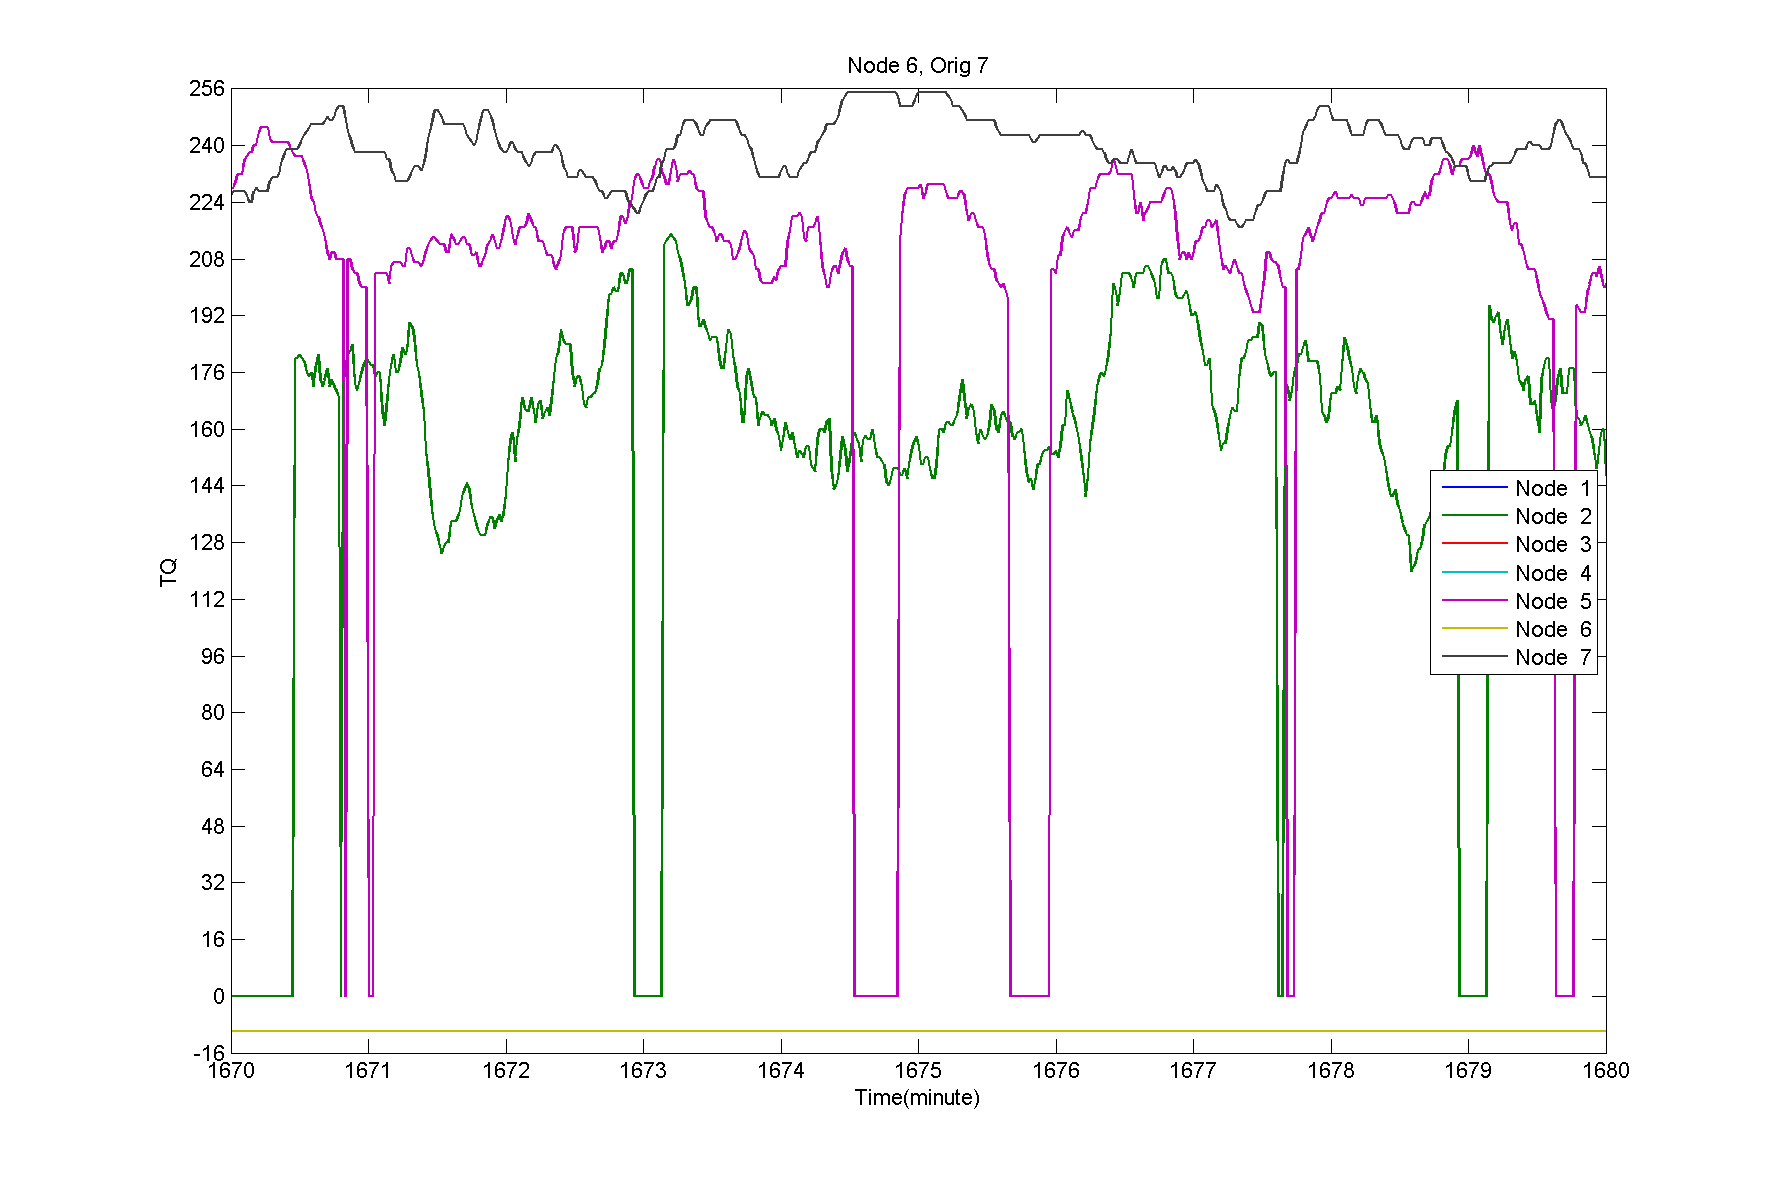 Node 6, Orig 7
256
240
224
208
192
176
160
144
128
112
96
80
64
48
32
16
0
-16
TQ
1670 1671 1672 1673 1674 1675 1676 1677 1678 1679 1680
Time(minute)
Node 1
Node 2
Node 3
Node 4
Node 5
Node 6
Node 7